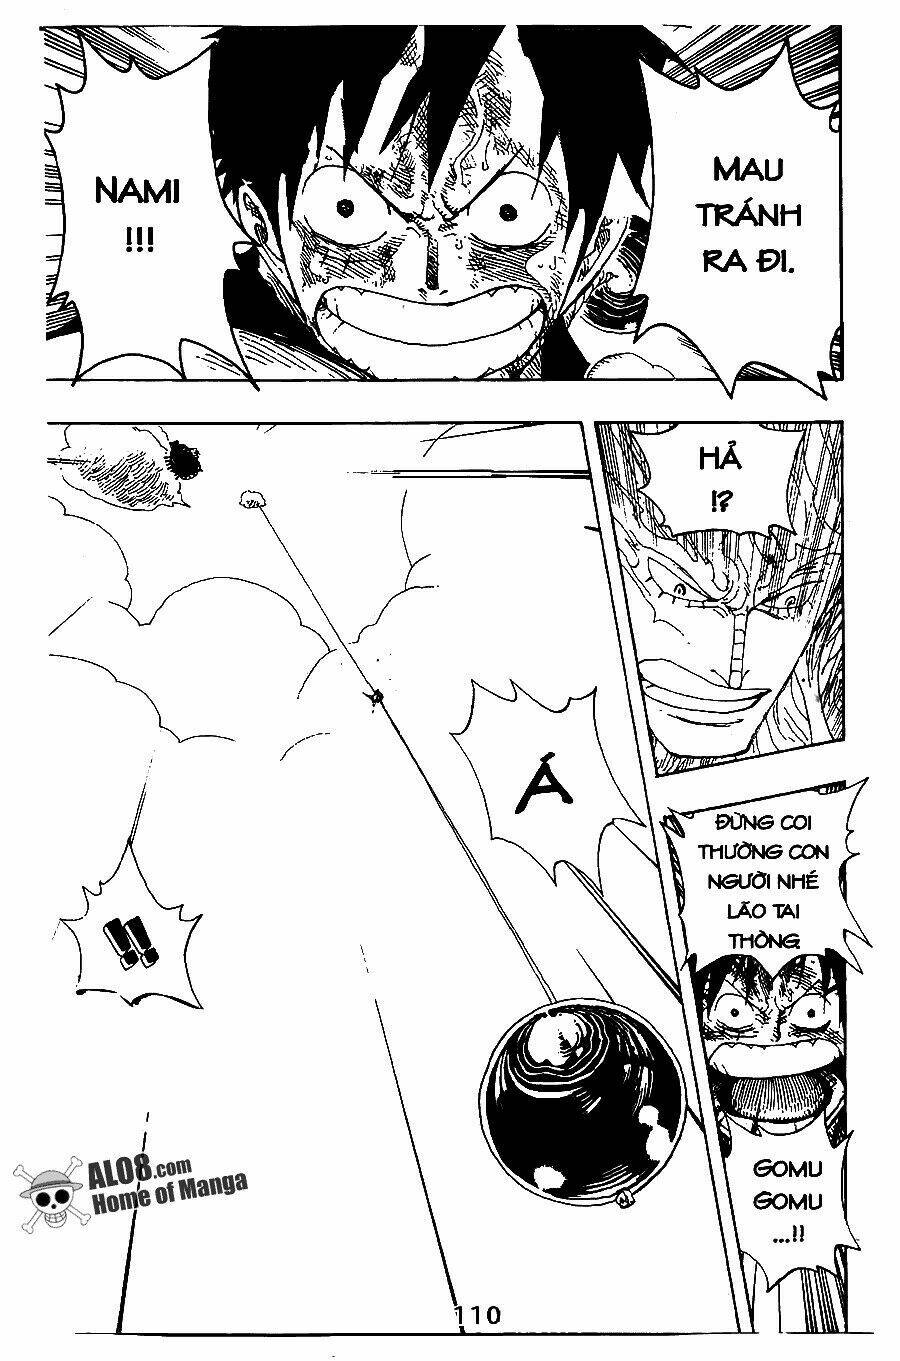 MAU
TRÁNH
RA ĐI.
NAMI
!!!
HẢ
!?
Á
!!
ĐỪNG COI
THƯỜNG CON
NGƯỜI NHÉ
LÃO TAI
THÒNG
GOMU
GOMU
...!!
ALO8.com
Home of Manga
110